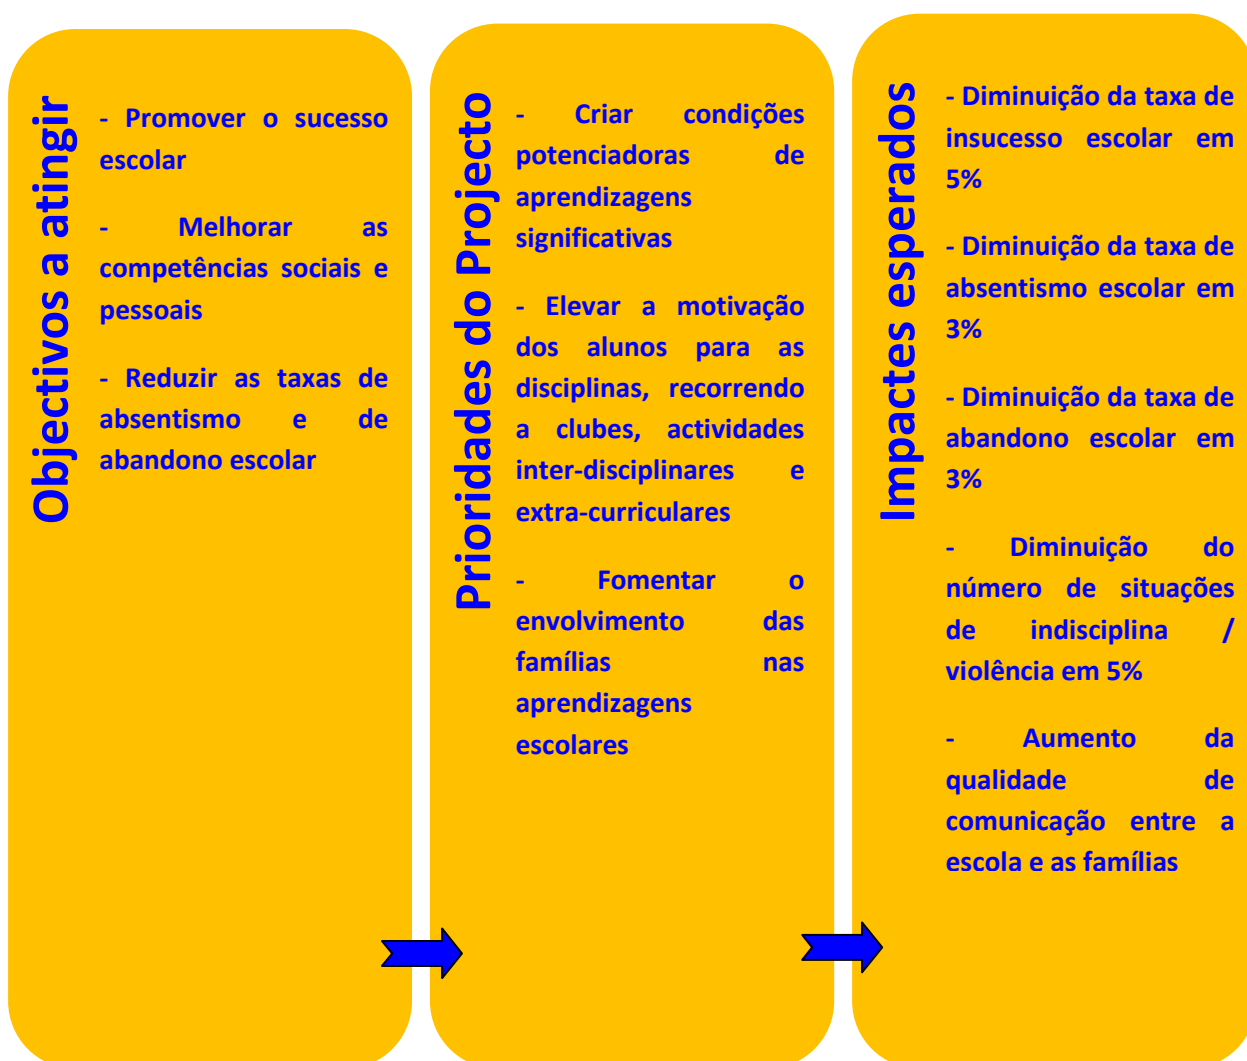 Objectivos a atingir
- Promover o sucesso
escolar
- Melhorar as
competências sociais e
pessoais
- Reduzir as taxas de
absentismo e de
abandono escolar
Prioridades do Projecto
- Criar condições
potenciadoras de
aprendizagens
significativas
- Elevar a motivação
dos alunos para as
disciplinas, recorrendo
a clubes, actividades
inter-disciplinares e
extra-curriculares
- Fomentar o
envolvimento das
famílias nas
aprendizagens
escolares
Impactes esperados
- Diminuição da taxa de
insucesso escolar em
5%
- Diminuição da taxa de
absentismo escolar em
3%
- Diminuição da taxa de
abandono escolar em
3%
- Diminuição do
número de situações
de indisciplina /
violência em 5%
- Aumento da
qualidade de
comunicação entre a
escola e as famílias